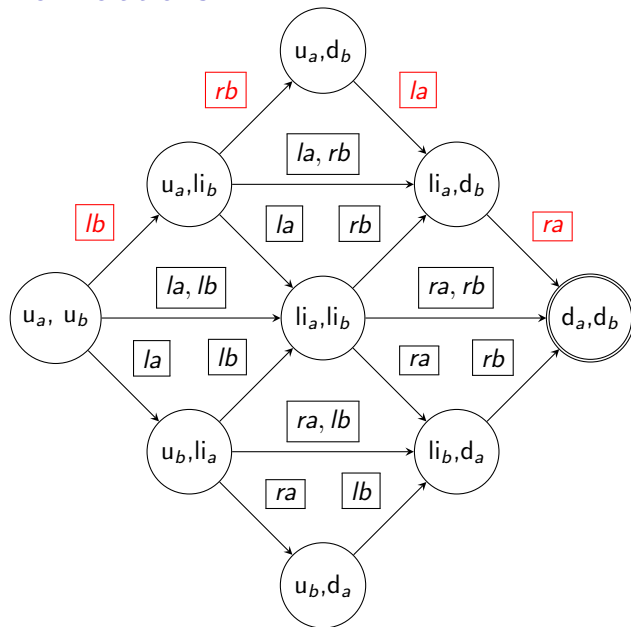 u_a,d_b
rb
la
la, rb
u_a,li_b
li_a,d_b
lb
la
rb
ra
la, lb
ra, rb
u_a, u_b
li_a,li_b
d_a,d_b
la
lb
ra
rb
ra, lb
u_b,li_a
li_b,d_a
ra
lb
u_b,d_a